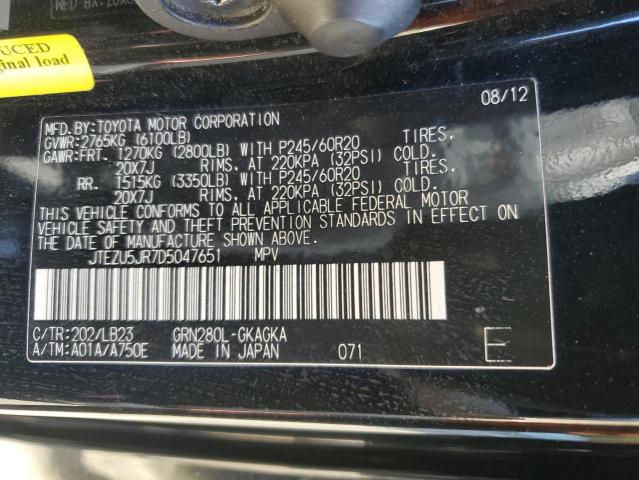 MFD BY:TOYO
UCED
ginal load
08/12
MFD.BY:TOYOTA MOTOR CORPORATION
GVWR:2765KG (6100LB)
GAWR:FRT. 1270KG (2800LB) WITH P245/60R20 TIRES.
20X7J RIMS. AT 220KPA (32PSI) COLD.
RR. 1515KG (3350LB) WITH P245/60R20 TIRES.
20X7J RIMS. AT 220KPA (32PSI) COLD.
THIS VEHICLE CONFORMS TO ALL APPLICABLE FEDERAL MOTOR
VEHICLE SAFETY AND THEFT PREVENTION STANDARDS IN EFFECT ON
THE DATE OF MANUFACTURE SHOWN ABOVE.
JTEZU5JR7D5047651 MPV
C/TR:202/LB23 GRN280L-GKAGKA
A/TM:A01A/A750E MADE IN JAPAN 071 E